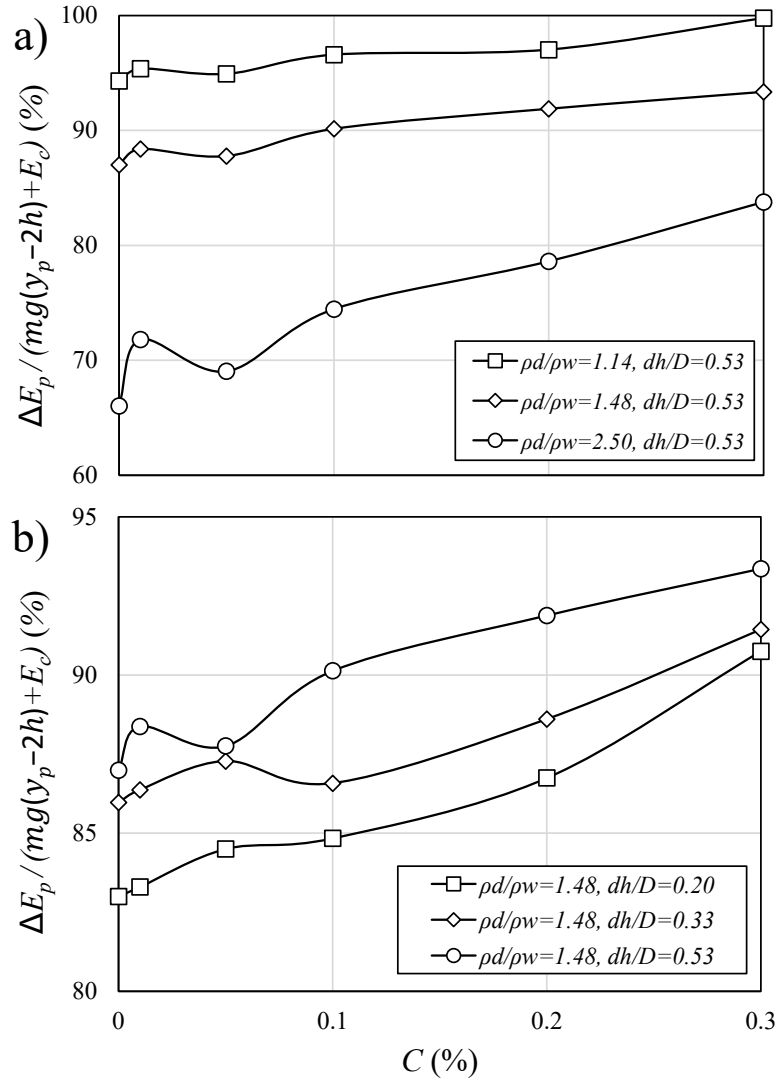 a)
100
90
80
70
60
ΔE_p/(mg(y_p−2h)+E_c) (%)
ρd/ρw=1.14, dh/D=0.53
ρd/ρw=1.48, dh/D=0.53
ρd/ρw=2.50, dh/D=0.53
b)
95
90
85
80
ΔE_p/(mg(y_p−2h)+E_c) (%)
ρd/ρw=1.48, dh/D=0.20
ρd/ρw=1.48, dh/D=0.33
ρd/ρw=1.48, dh/D=0.53
0 0.1 0.2 0.3
C (%)